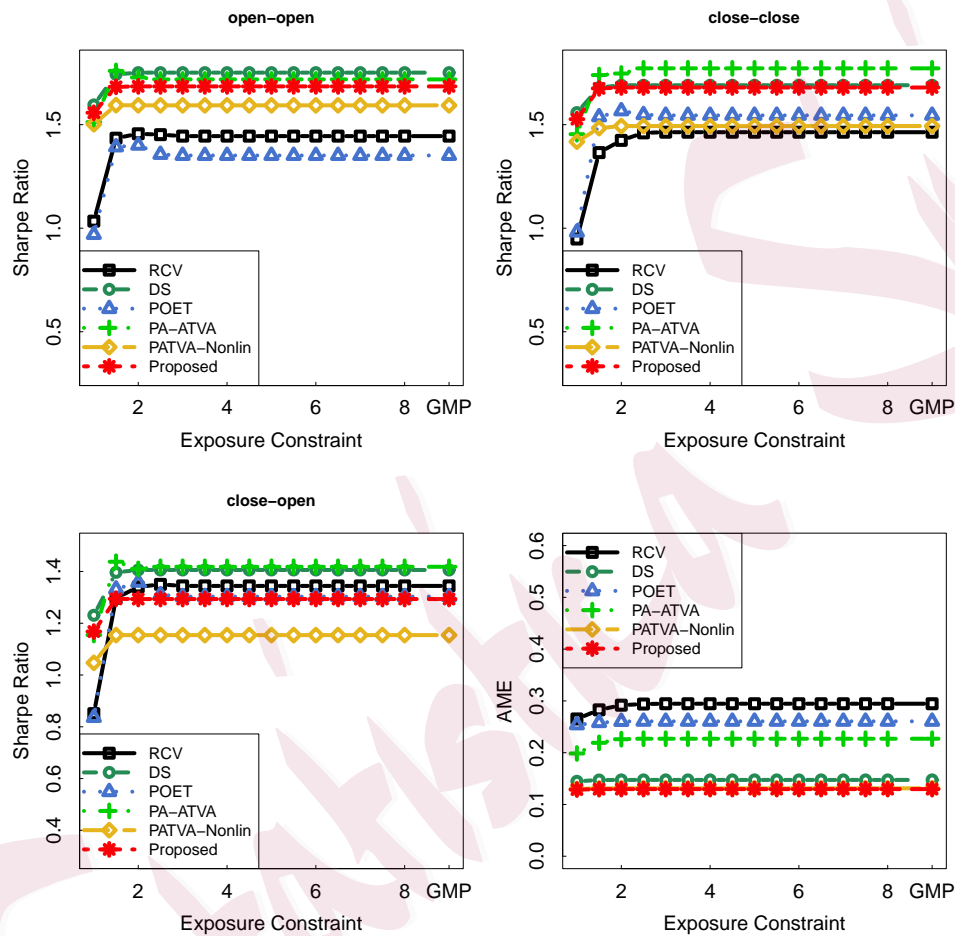 open−open
Sharpe Ratio
0.5 1.0 1.5
RCV
DS
POET
PA−ATVA
PATVA−Nonlin
Proposed
2 4 6 8 GMP
Exposure Constraint
close−close
Sharpe Ratio
0.5 1.0 1.5
RCV
DS
POET
PA−ATVA
PATVA−Nonlin
Proposed
2 4 6 8 GMP
Exposure Constraint
close−open
Sharpe Ratio
0.4 0.6 0.8 1.0 1.2 1.4
RCV
DS
POET
PA−ATVA
PATVA−Nonlin
Proposed
2 4 6 8 GMP
Exposure Constraint
AME
0.0 0.1 0.2 0.3 0.4 0.5 0.6
RCV
DS
POET
PA−ATVA
PATVA−Nonlin
Proposed
2 4 6 8 GMP
Exposure Constraint